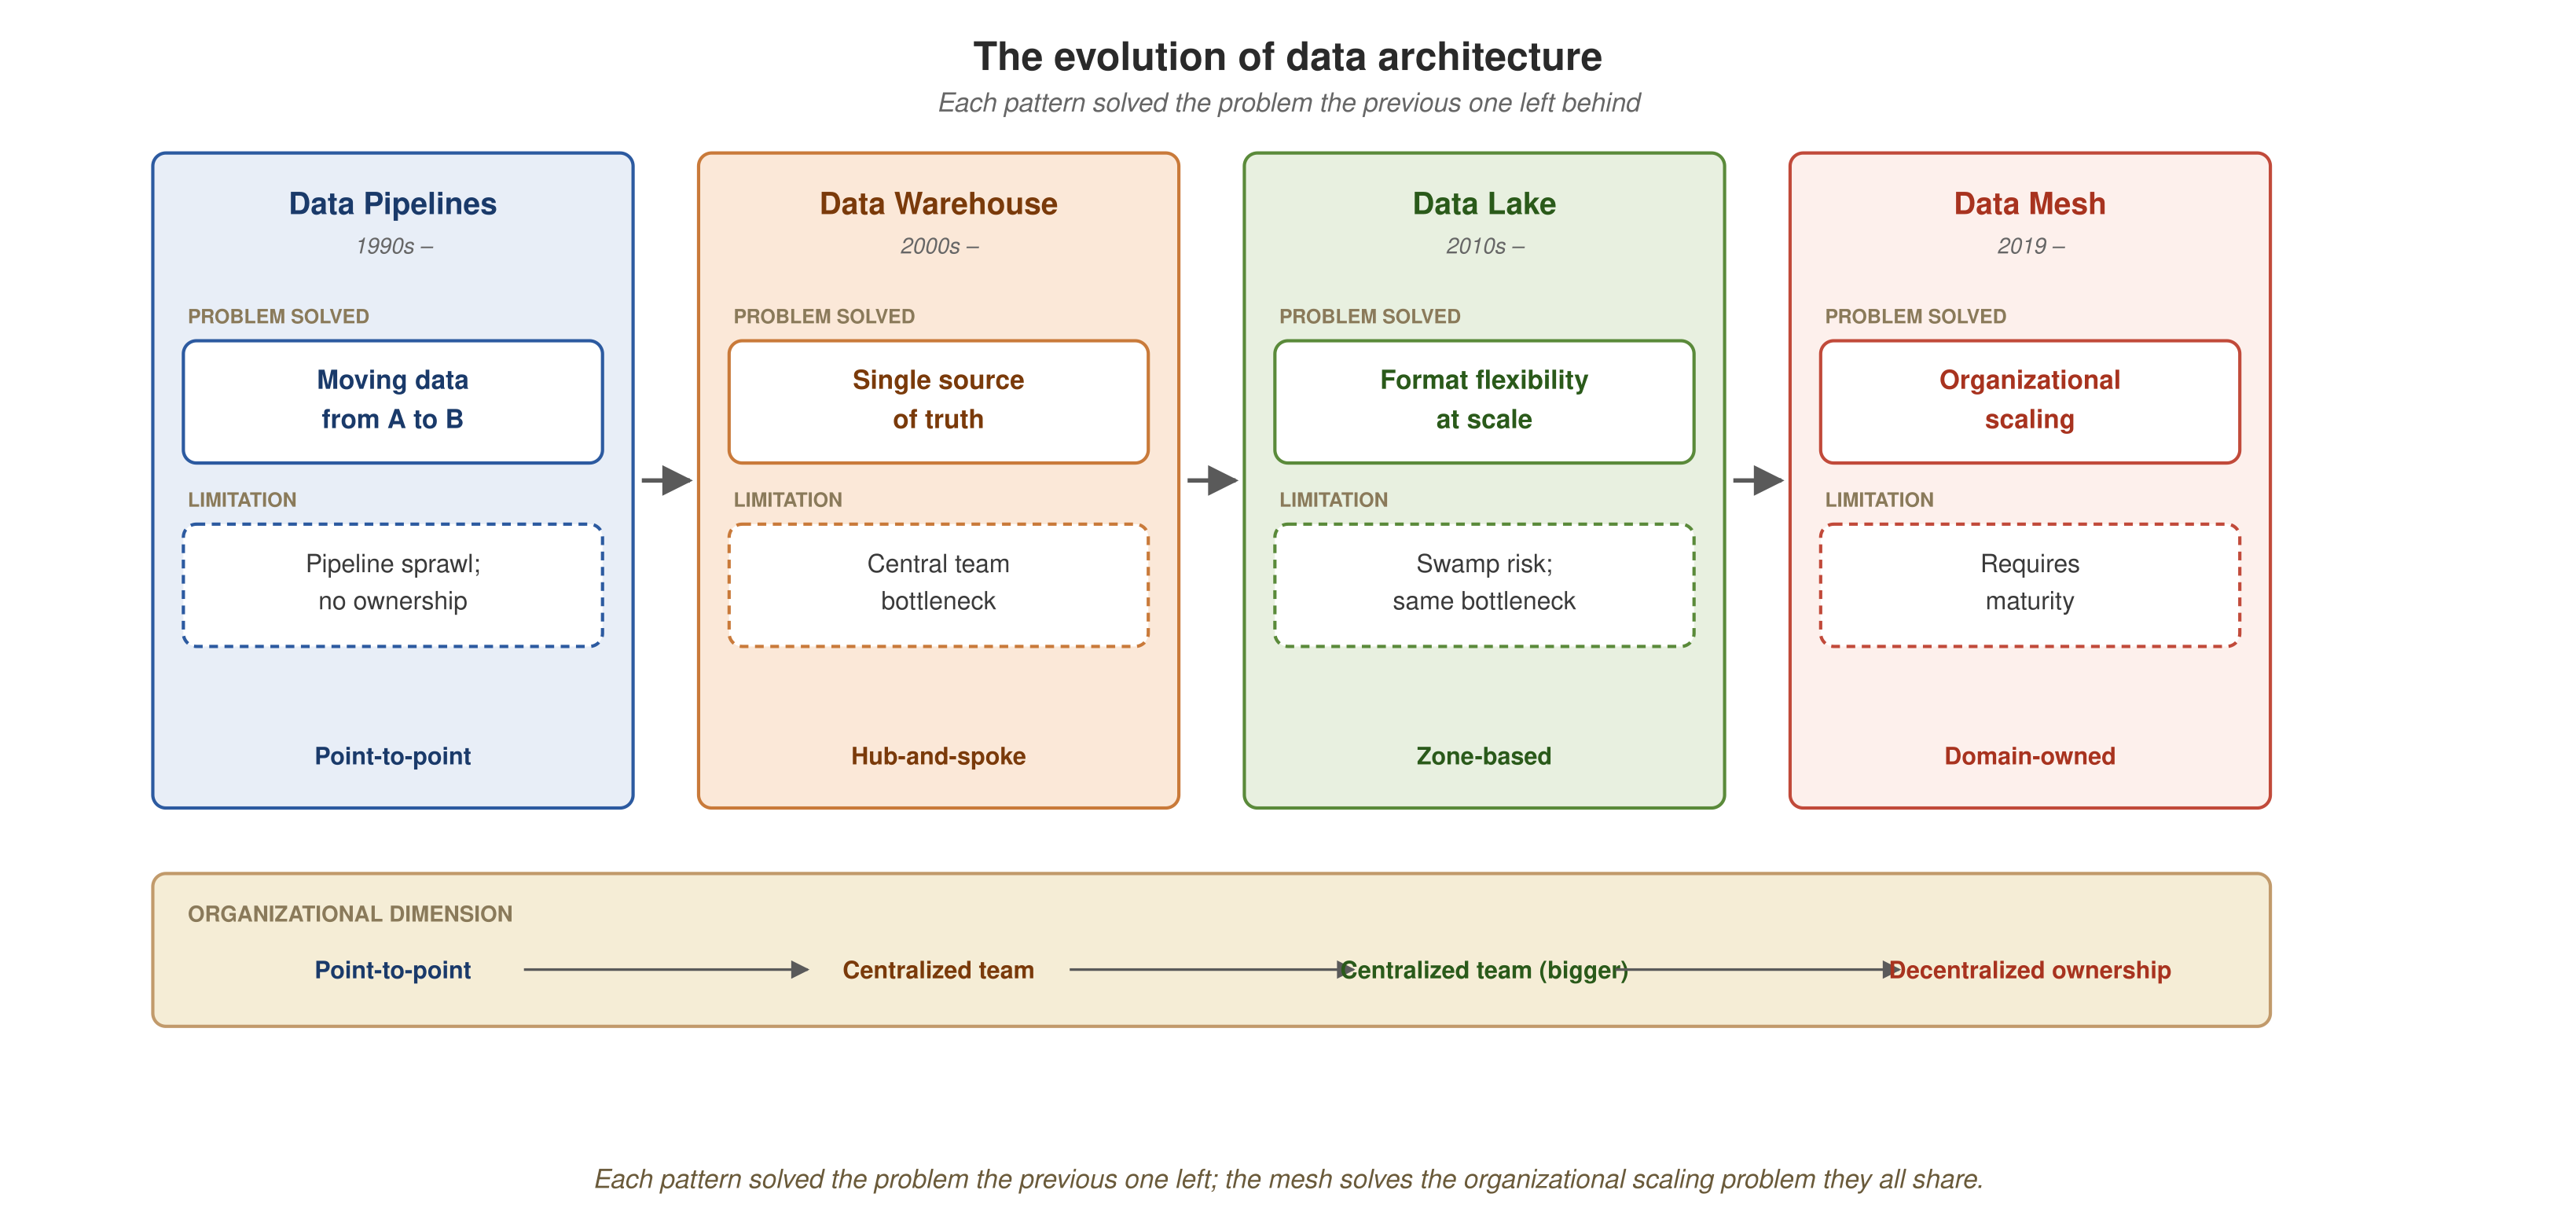 The evolution of data architecture
Each pattern solved the problem the previous one left behind
Data Pipelines
1990s –
PROBLEM SOLVED
Moving data
from A to B
LIMITATION
Pipeline sprawl;
no ownership
Point-to-point
Data Warehouse
2000s –
PROBLEM SOLVED
Single source
of truth
LIMITATION
Central team
bottleneck
Hub-and-spoke
Data Lake
2010s –
PROBLEM SOLVED
Format flexibility
at scale
LIMITATION
Swamp risk;
same bottleneck
Zone-based
Data Mesh
2019 –
PROBLEM SOLVED
Organizational
scaling
LIMITATION
Requires
maturity
Domain-owned
ORGANIZATIONAL DIMENSION
Point-to-point
Centralized team
Centralized team (bigger)
Decentralized ownership
Each pattern solved the problem the previous one left; the mesh solves the organizational scaling problem they all share.